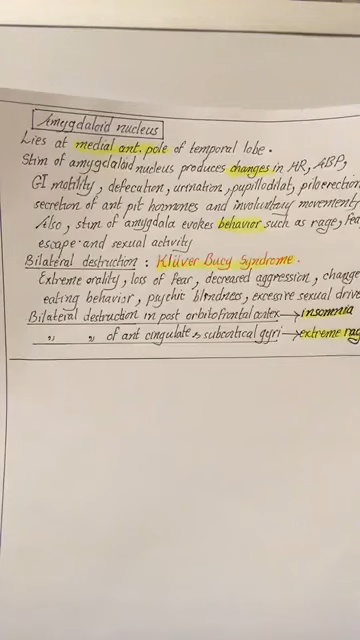 Amygdaloid nucleus
Lies at medial ant. pole of temporal lobe.
Stim of amygdaloid nucleus produces changes in HR, ABP,
GI motility, defecation, urination, pupillodilat, piloerection
secretion of ant pit hormones and involuntary movement
Also, stim of amygdala evokes behavior such as rage, fea
escape and sexual activity
Bilateral destruction : Klüver Bucy Syndrome.
Extreme orality, loss of fear, decreased aggression, change
eating behavior, psychic blindness, excessive sexual drive
Bilateral destruction in post orbitofrontal cortex → insomnia
" " of ant cingulate & subcortical gyri → extreme rag